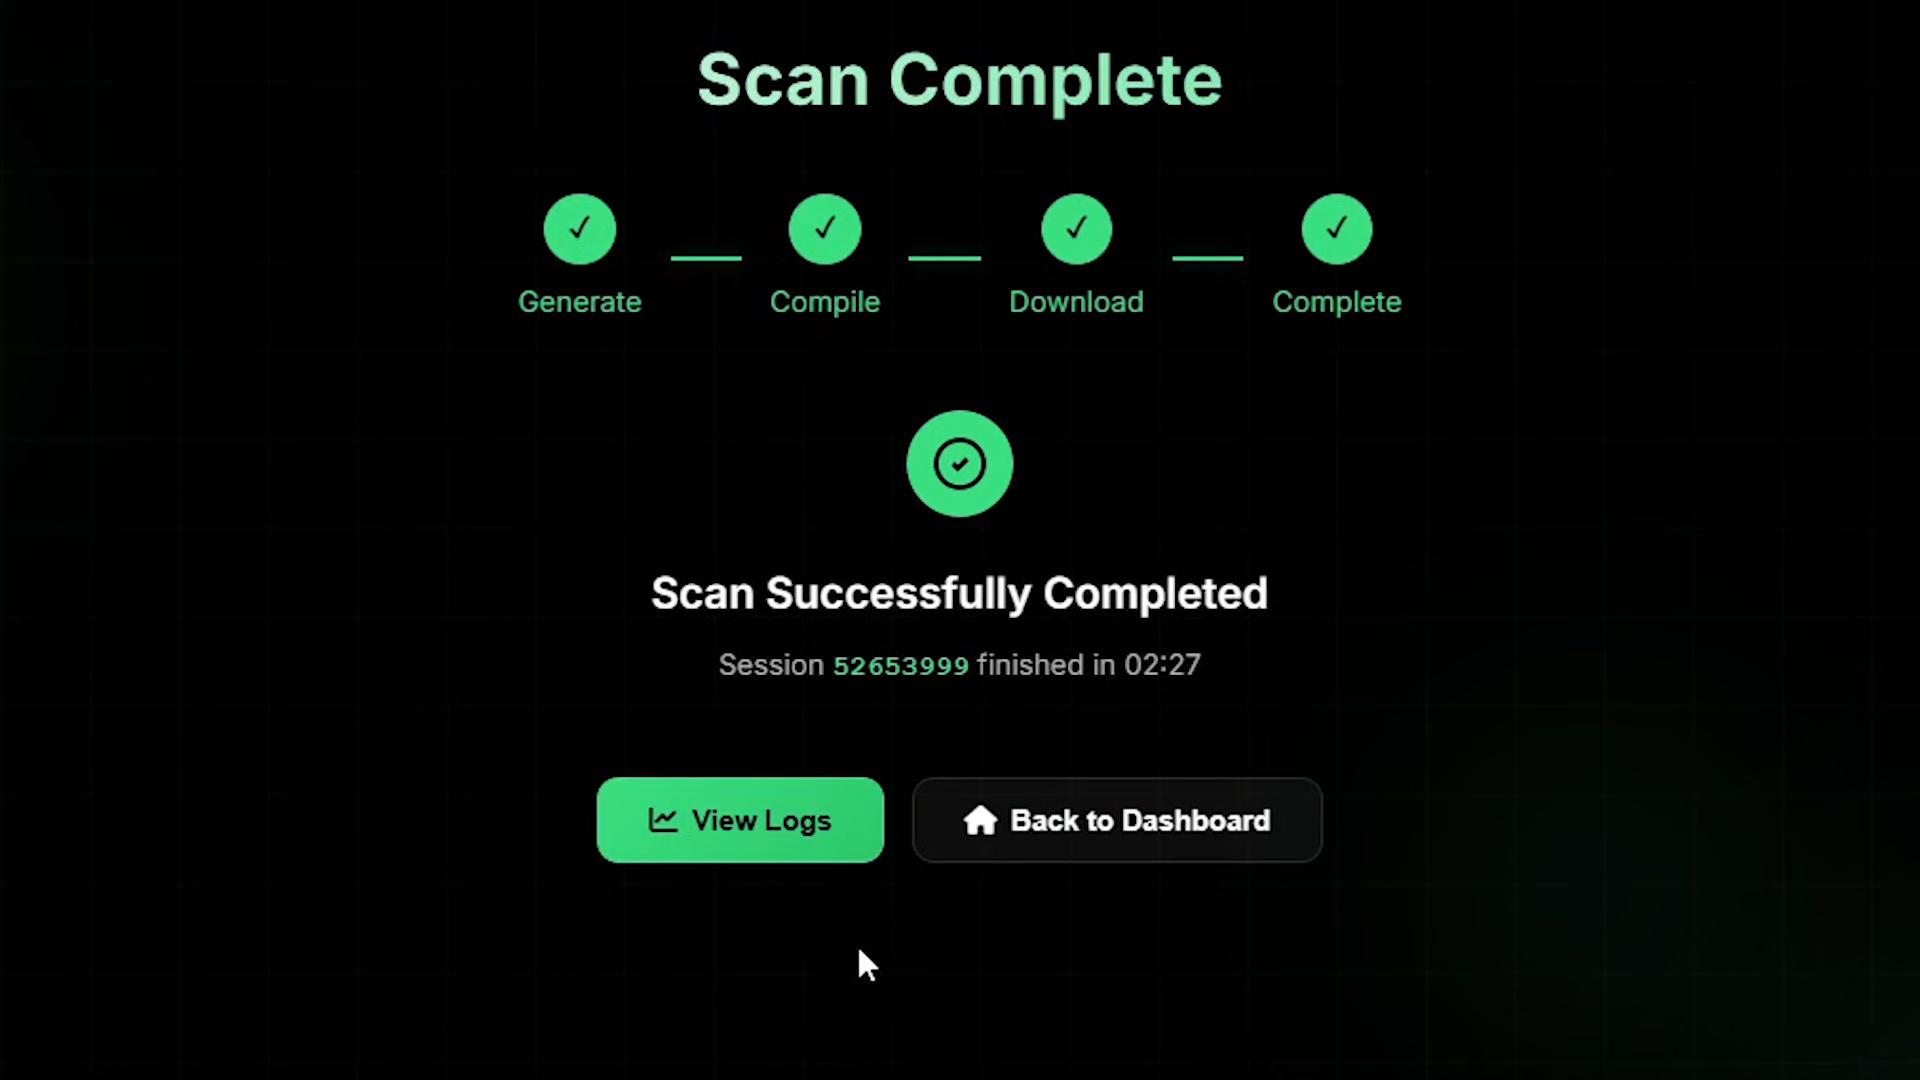 Scan Complete
Generate
Compile
Download
Complete
Scan Successfully Completed
Session 52653999 finished in 02:27
View Logs
Back to Dashboard